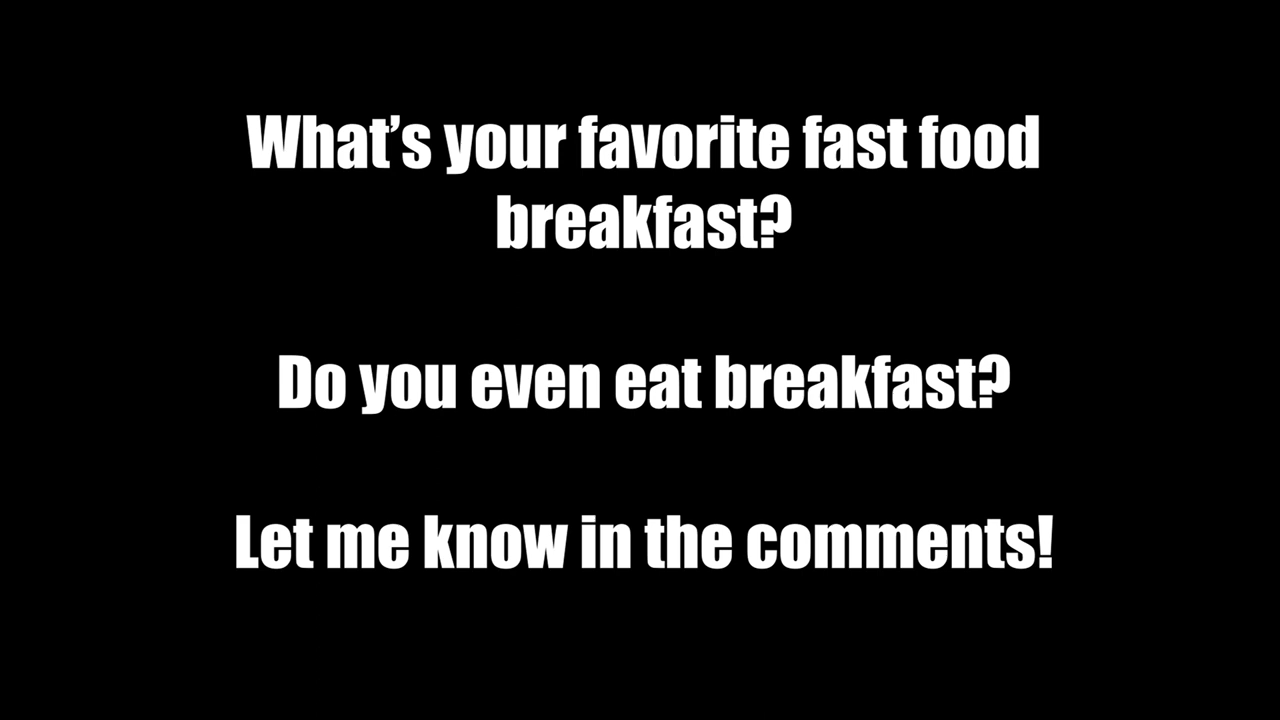 What’s your favorite fast food
breakfast?
Do you even eat breakfast?
Let me know in the comments!